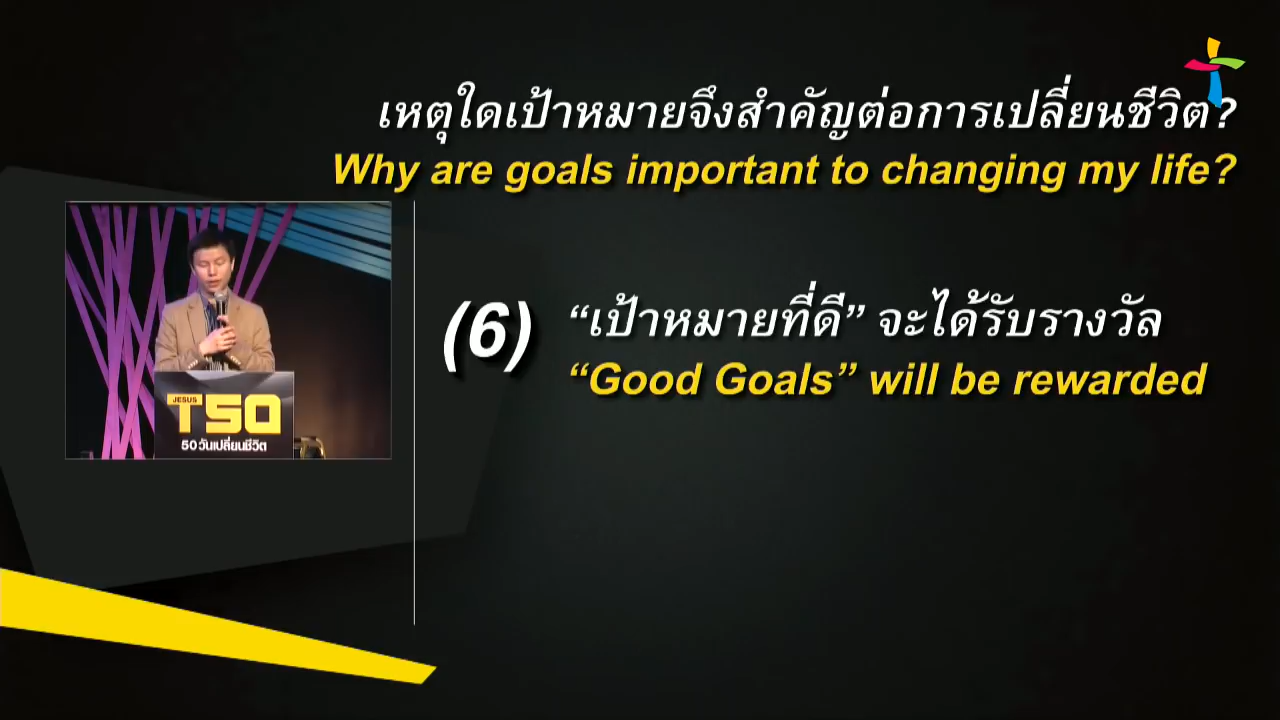 เหตุใดเป้าหมายจึงสำคัญต่อการเปลี่ยนชีวิต?
Why are goals important to changing my life?
(6) “เป้าหมายที่ดี” จะได้รับรางวัล
“Good Goals” will be rewarded
JESUS
T50
50 วันเปลี่ยนชีวิต